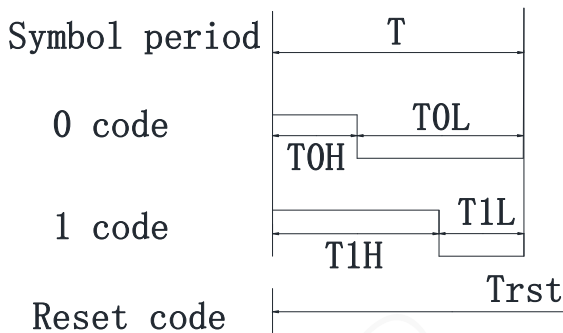 Symbol period T
0 code T0L
T0H
1 code T1L
T1H
Trst
Reset code